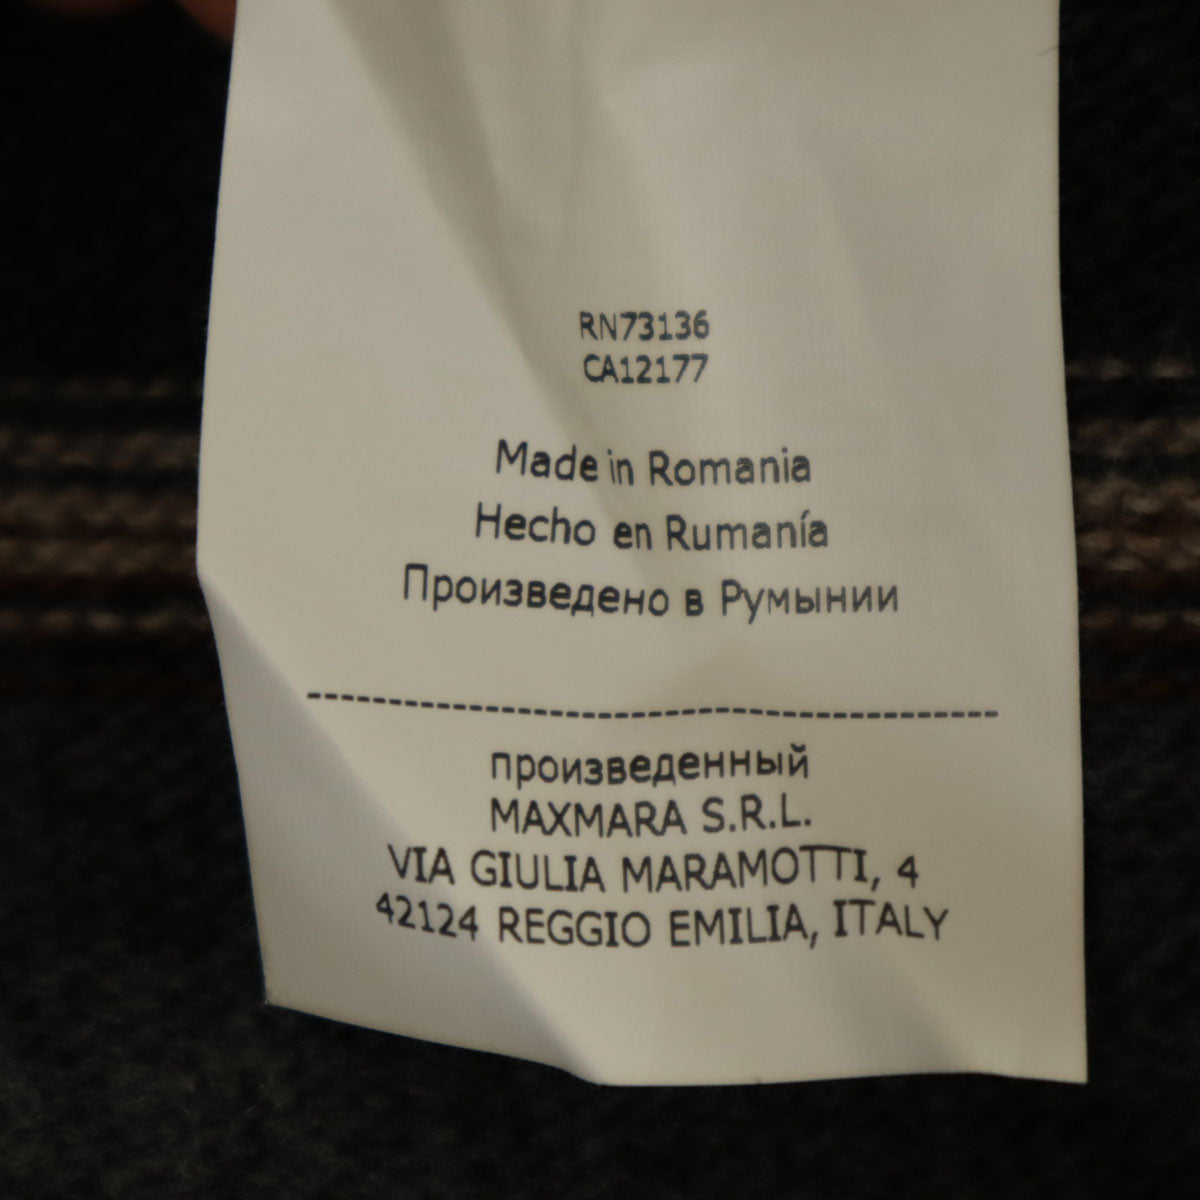 RN73136
CA12177
Made in Romania
Hecho en Rumanía
Произведено в Румынии
произведенный
MAXMARA S.R.L.
VIA GIULIA MARAMOTTI, 4
42124 REGGIO EMILIA, ITALY